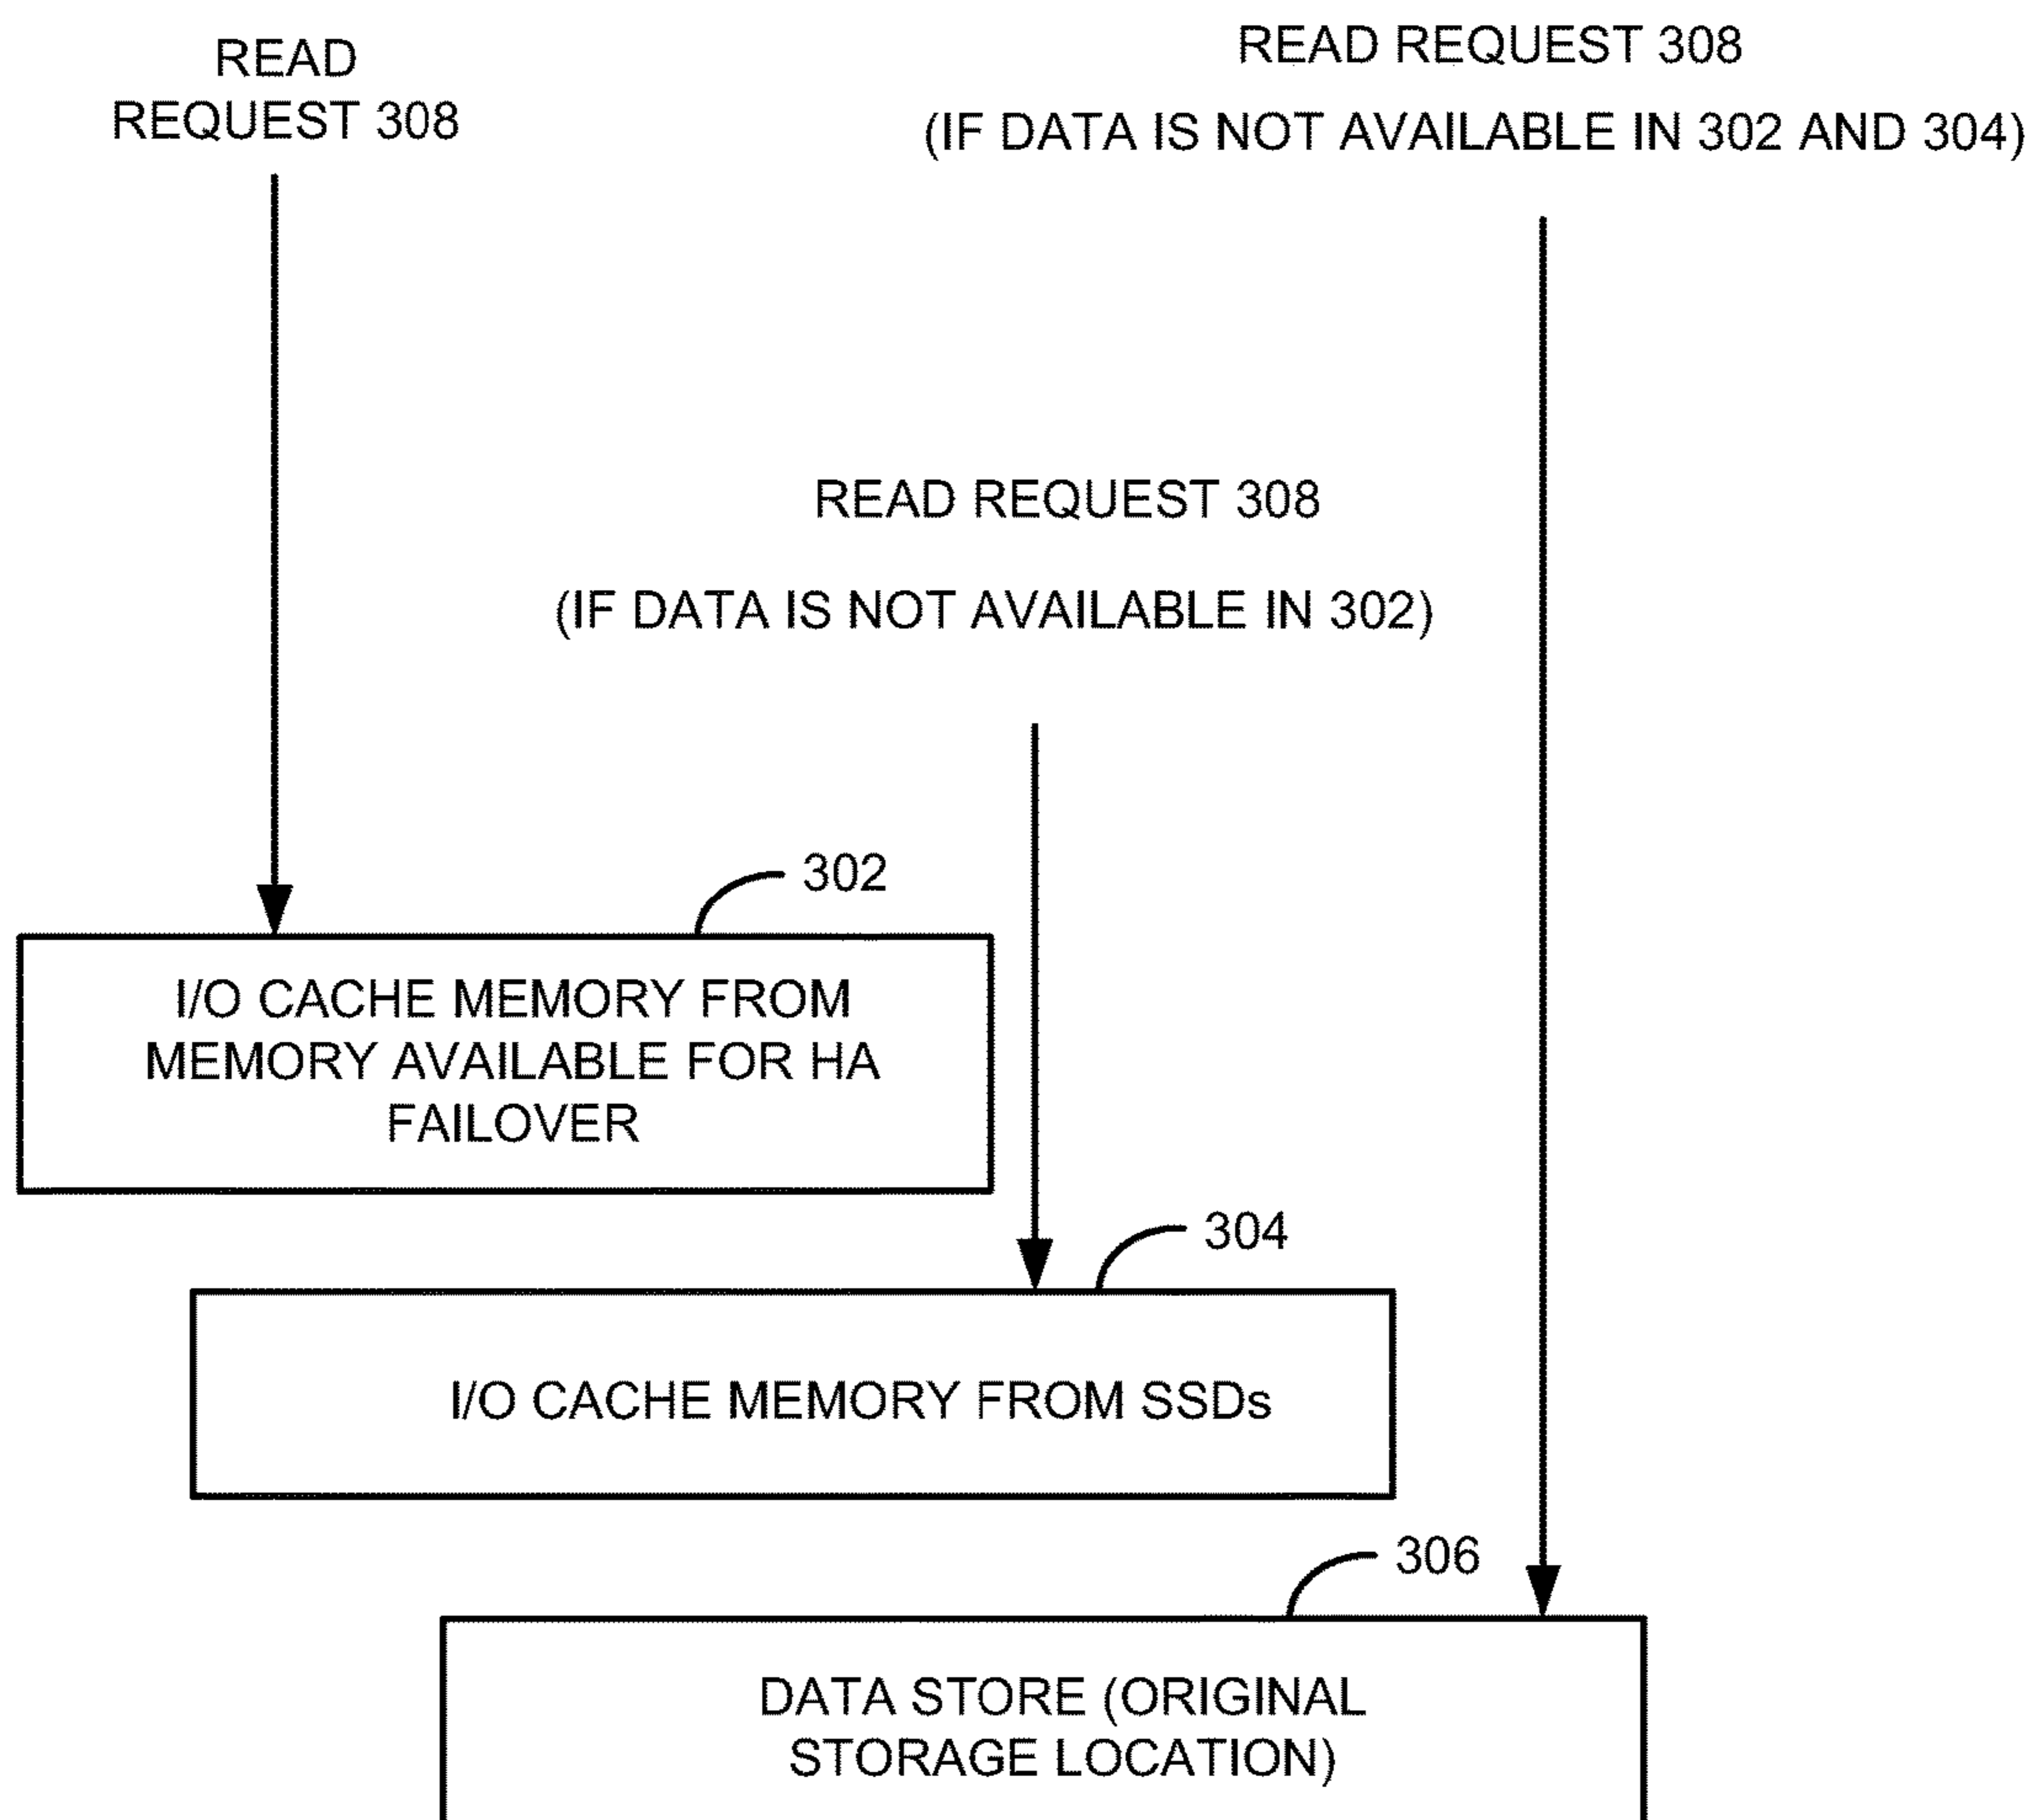 READ
REQUEST 308
READ REQUEST 308
(IF DATA IS NOT AVAILABLE IN 302 AND 304)
READ REQUEST 308
(IF DATA IS NOT AVAILABLE IN 302)
302
I/O CACHE MEMORY FROM
MEMORY AVAILABLE FOR HA
FAILOVER
304
I/O CACHE MEMORY FROM SSDs
306
DATA STORE (ORIGINAL
STORAGE LOCATION)